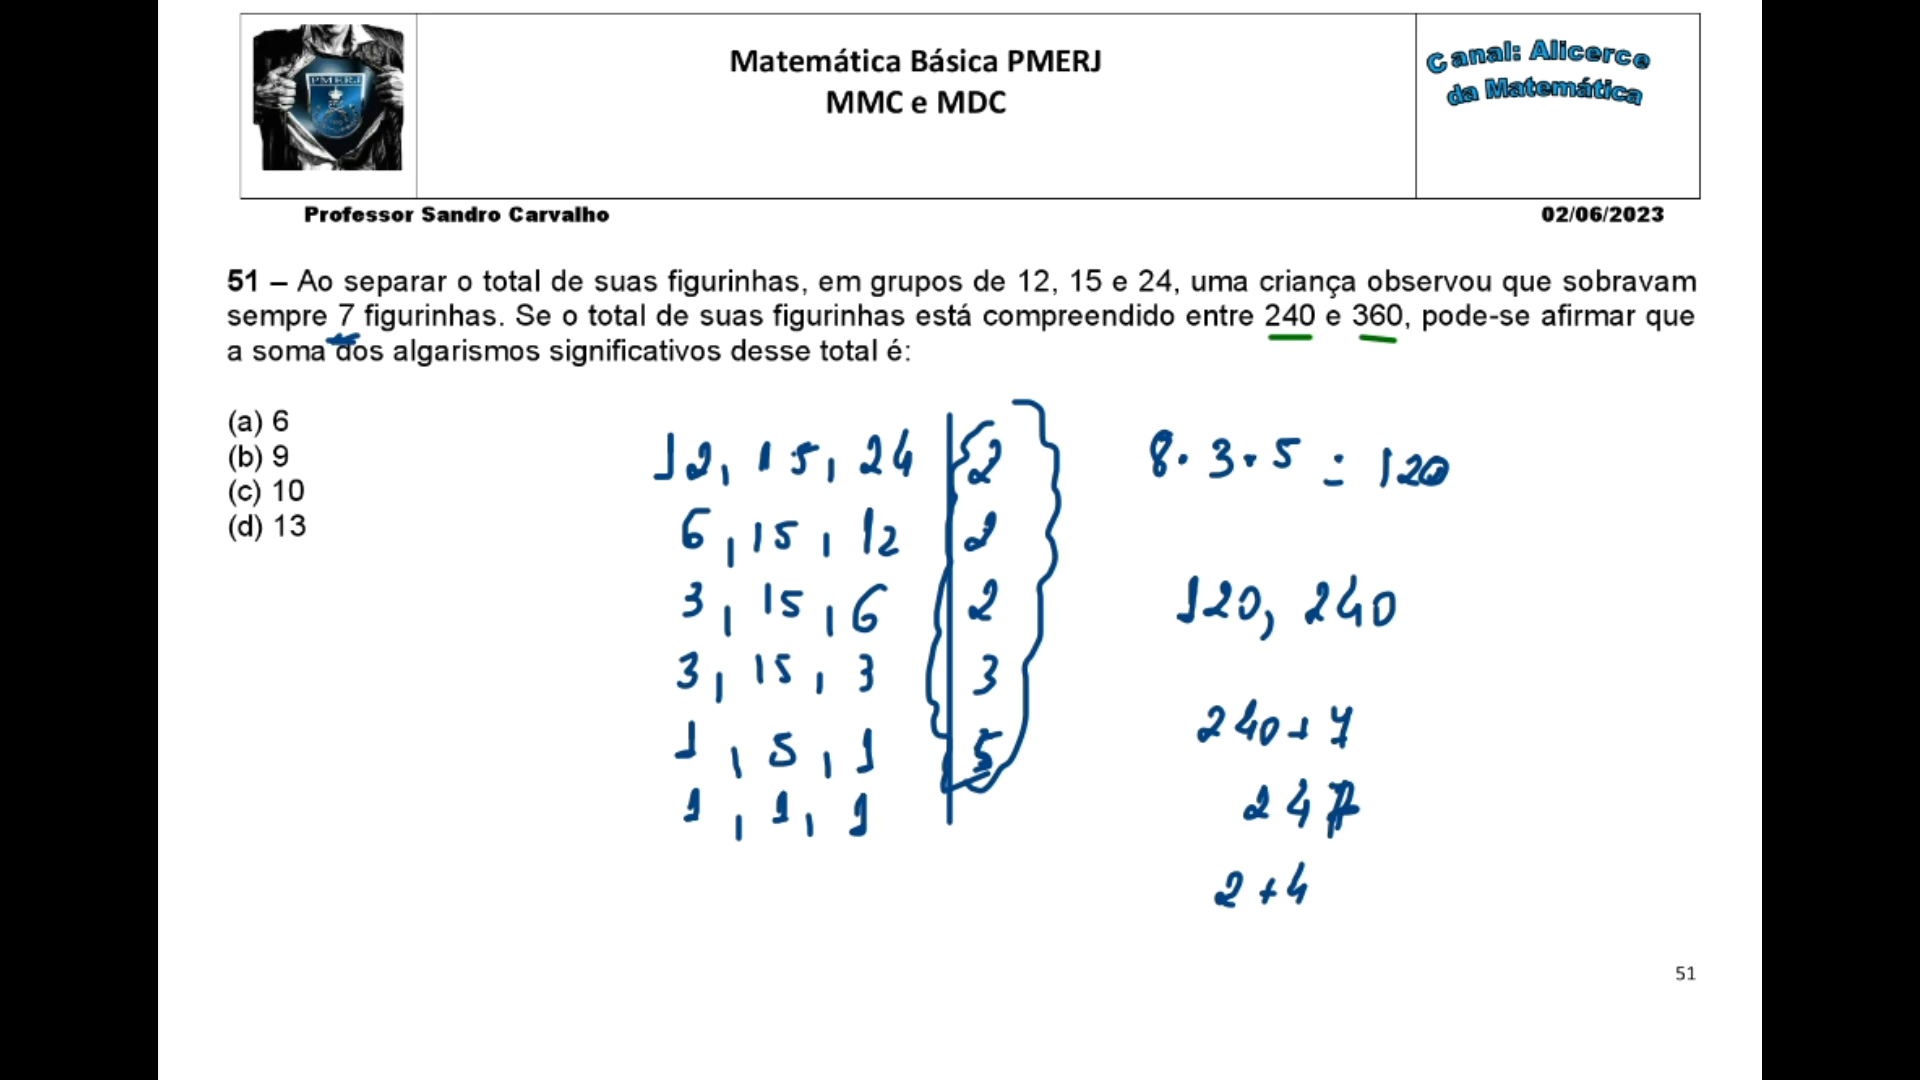 PMERJ
Matemática Básica PMERJ
MMC e MDC
Canal: Alicerce
da Matemática
Professor Sandro Carvalho
02/06/2023
51 – Ao separar o total de suas figurinhas, em grupos de 12, 15 e 24, uma criança observou que sobravam
sempre 7 figurinhas. Se o total de suas figurinhas está compreendido entre 240 e 360, pode-se afirmar que
a soma dos algarismos significativos desse total é:
(a) 6
(b) 9
(c) 10
(d) 13
12, 15, 24 | 2
6, 15, 12 | 2
3, 15, 6 | 2
3, 15, 3 | 3
1, 5, 1 | 5
1, 1, 1
8 · 3 · 5 = 120
120, 240
240 + 7
247
2 + 4
51